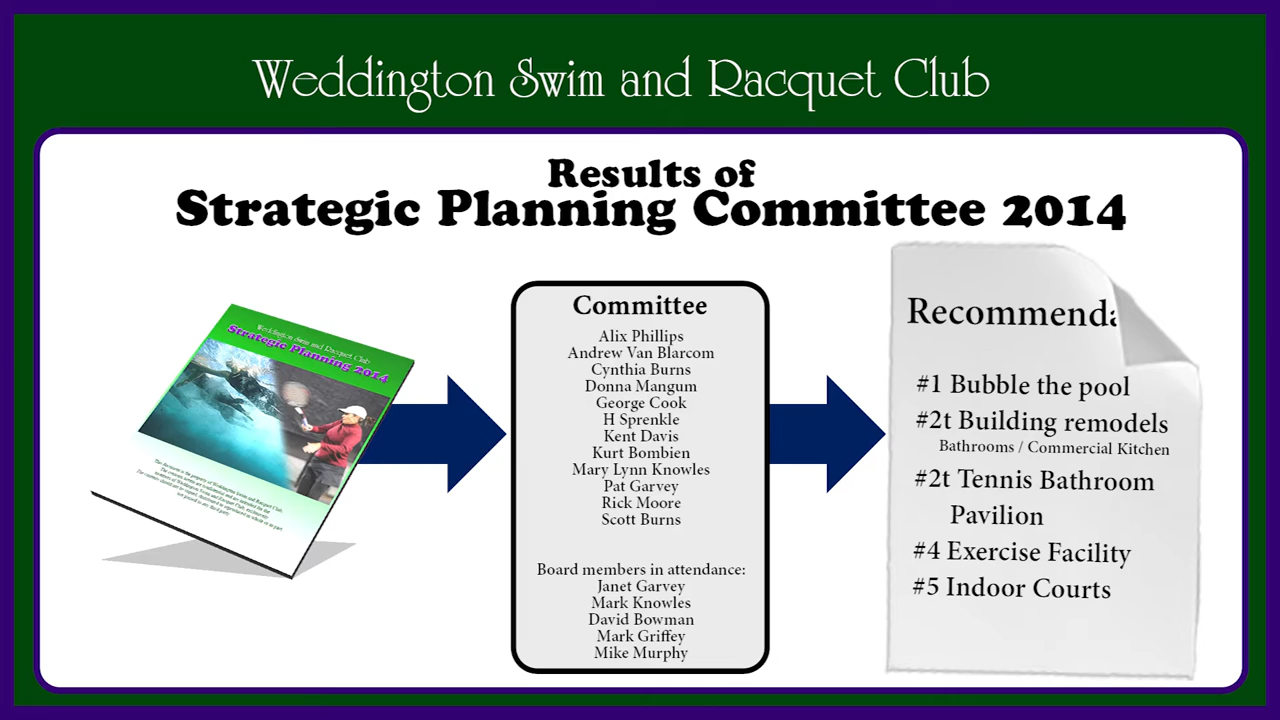 Weddington Swim and Racquet Club
Results of
Strategic Planning Committee 2014
Weddington Swim and Racquet Club
Strategic Planning 2014
Committee
Alix Phillips
Andrew Van Blarcom
Cynthia Burns
Donna Mangum
George Cook
H Sprenkle
Kent Davis
Kurt Bombien
Mary Lynn Knowles
Pat Garvey
Rick Moore
Scott Burns
Board members in attendance:
Janet Garvey
Mark Knowles
David Bowman
Mark Griffey
Mike Murphy
Recommenda
#1 Bubble the pool
#2t Building remodels
Bathrooms / Commercial Kitchen
#2t Tennis Bathroom
Pavilion
#4 Exercise Facility
#5 Indoor Courts